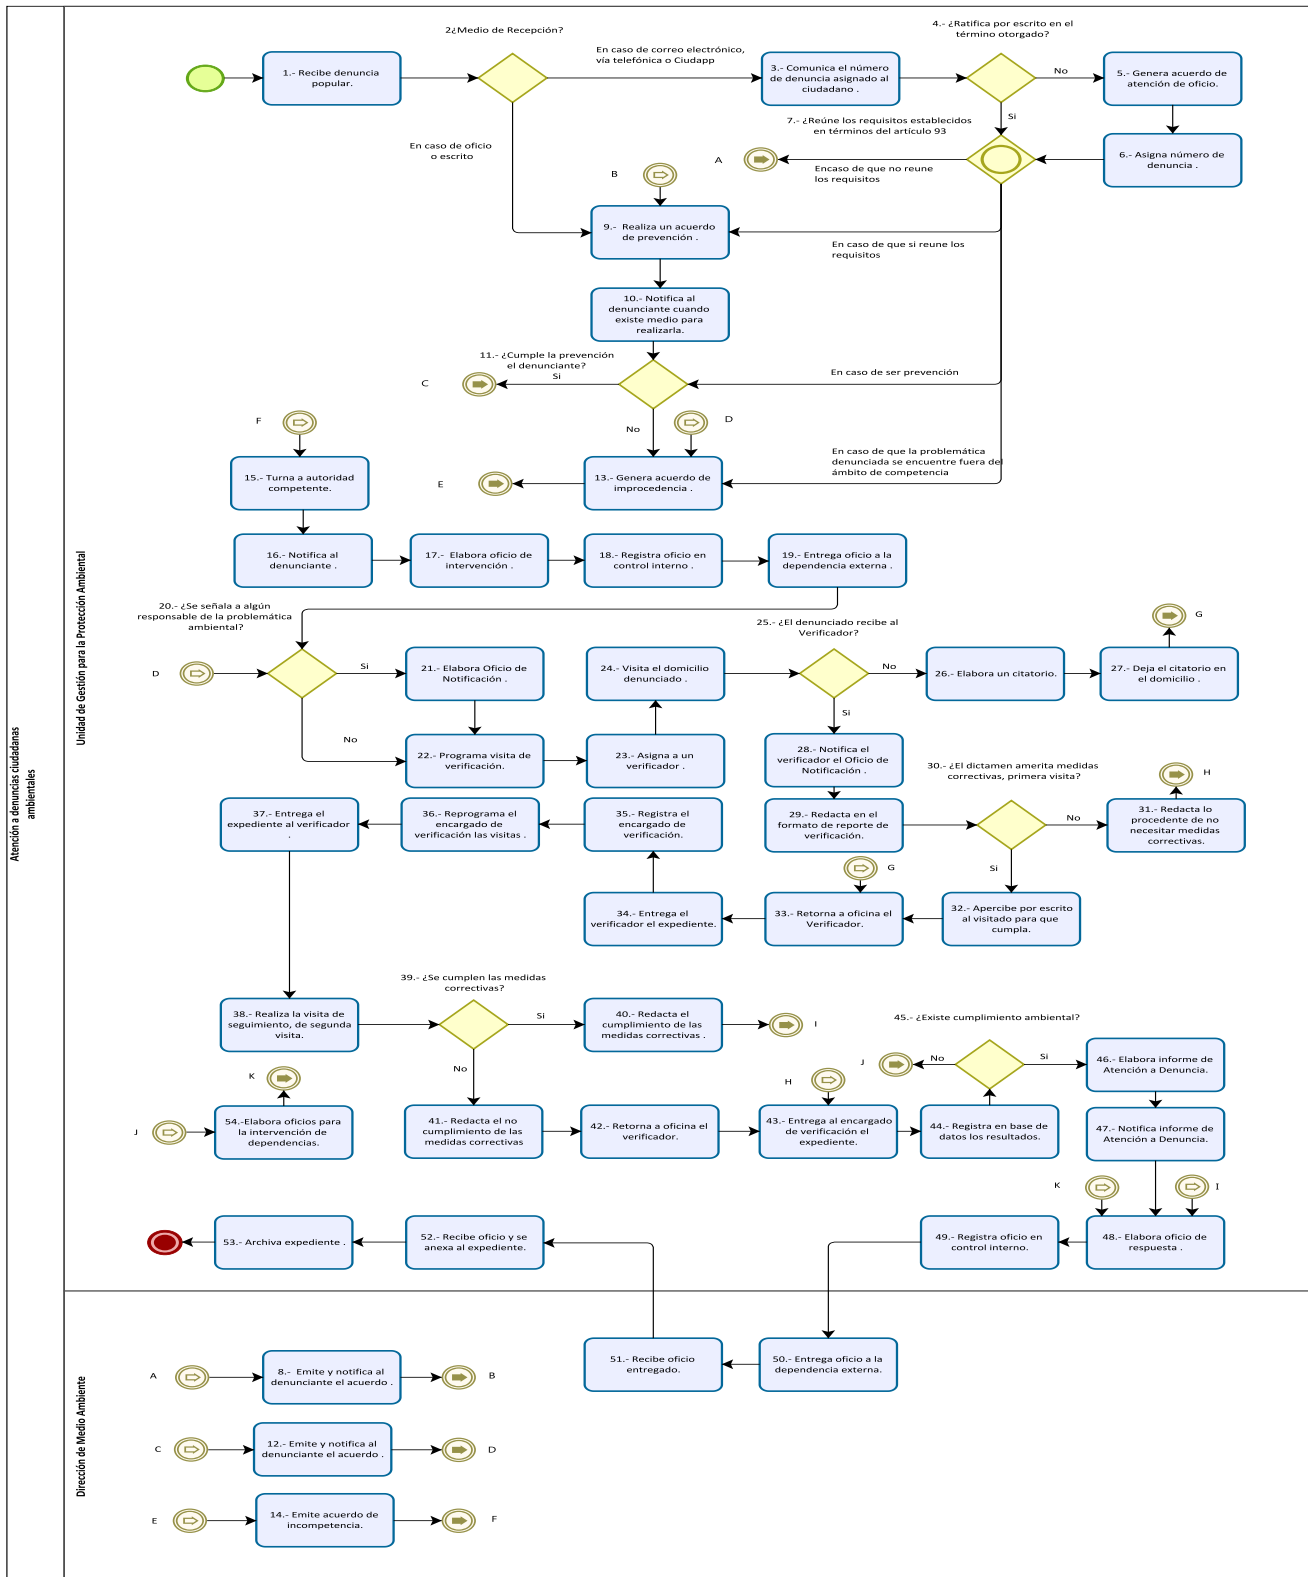 Atención a denuncias ciudadanas
ambientales
Unidad de Gestión para la Protección Ambiental
2¿Medio de Recepción?
4.- ¿Ratifica por escrito en el
término otorgado?
En caso de correo electrónico,
vía telefónica o Ciudapp
1.- Recibe denuncia
popular.
3.- Comunica el número
de denuncia asignado al
ciudadano .
No
5.- Genera acuerdo de
atención de oficio.
Si
7.- ¿Reúne los requisitos establecidos
en términos del artículo 93
En caso de oficio
o escrito
A
Encaso de que no reune
los requisitos
6.- Asigna número de
denuncia .
B
9.-  Realiza un acuerdo
de prevención .
En caso de que si reune los
requisitos
10.- Notifica al
denunciante cuando
existe medio para
realizarla.
11.- ¿Cumple la prevención
el denunciante?
Si
C
En caso de ser prevención
F
No
D
En caso de que la problemática
denunciada se encuentre fuera del
ámbito de competencia
15.- Turna a autoridad
competente.
E
13.- Genera acuerdo de
improcedencia .
16.- Notifica al
denunciante .
17.-  Elabora oficio de
intervención .
18.- Registra oficio en
control interno .
19.- Entrega oficio a la
dependencia externa .
20.- ¿Se señala a algún
responsable de la problemática
ambiental?
25.- ¿El denunciado recibe al
Verificador?
G
D
Si
21.- Elabora Oficio de
Notificación .
24.- Visita el domilicio
denunciado .
No
26.- Elabora un citatorio.
27.- Deja el citatorio en
el domicilio .
Si
No
22.- Programa visita de
verificación.
23.- Asigna a un
verificador .
28.- Notifica el
verificador el Oficio de
Notificación .
30.- ¿El dictamen amerita medidas
correctivas, primera visita?
H
37.- Entrega el
expediente al verificador
.
36.- Reprograma el
encargado de
verificación las visitas .
35.- Registra el
encargado de
verificación.
29.- Redacta en el
formato de reporte de
verificación.
No
31.- Redacta lo
procedente de no
necesitar medidas
correctivas.
G
Si
34.- Entrega el
verificador el expediente.
33.- Retorna a oficina el
Verificador.
32.- Apercibe por escrito
al visitado para que
cumpla.
39.- ¿Se cumplen las medidas
correctivas?
38.- Realiza la visita de
seguimiento, de segunda
visita.
Si
40.- Redacta el
cumplimiento de las
medidas correctivas .
I
45.- ¿Existe cumplimiento ambiental?
No
K
H
J
No
Si
46.- Elabora informe de
Atención a Denuncia.
J
54.-Elabora oficios para
la intervención de
dependencias.
41.- Redacta el no
cumplimiento de las
medidas correctivas
42.- Retorna a oficina el
verificador.
43.- Entrega al encargado
de verificación el
expediente.
44.- Registra en base de
datos los resultados.
47.- Notifica informe de
Atención a Denuncia.
K
I
53.- Archiva expediente .
52.- Recibe oficio y se
anexa al expediente.
49.- Registra oficio en
control interno.
48.- Elabora oficio de
respuesta .
Dirección de Medio Ambiente
51.- Recibe oficio
entregado.
50.- Entrega oficio a la
dependencia externa.
A
8.-  Emite y notifica al
denunciante el acuerdo .
B
C
12.- Emite y notifica al
denunciante el acuerdo .
D
E
14.- Emite acuerdo de
incompetencia.
F